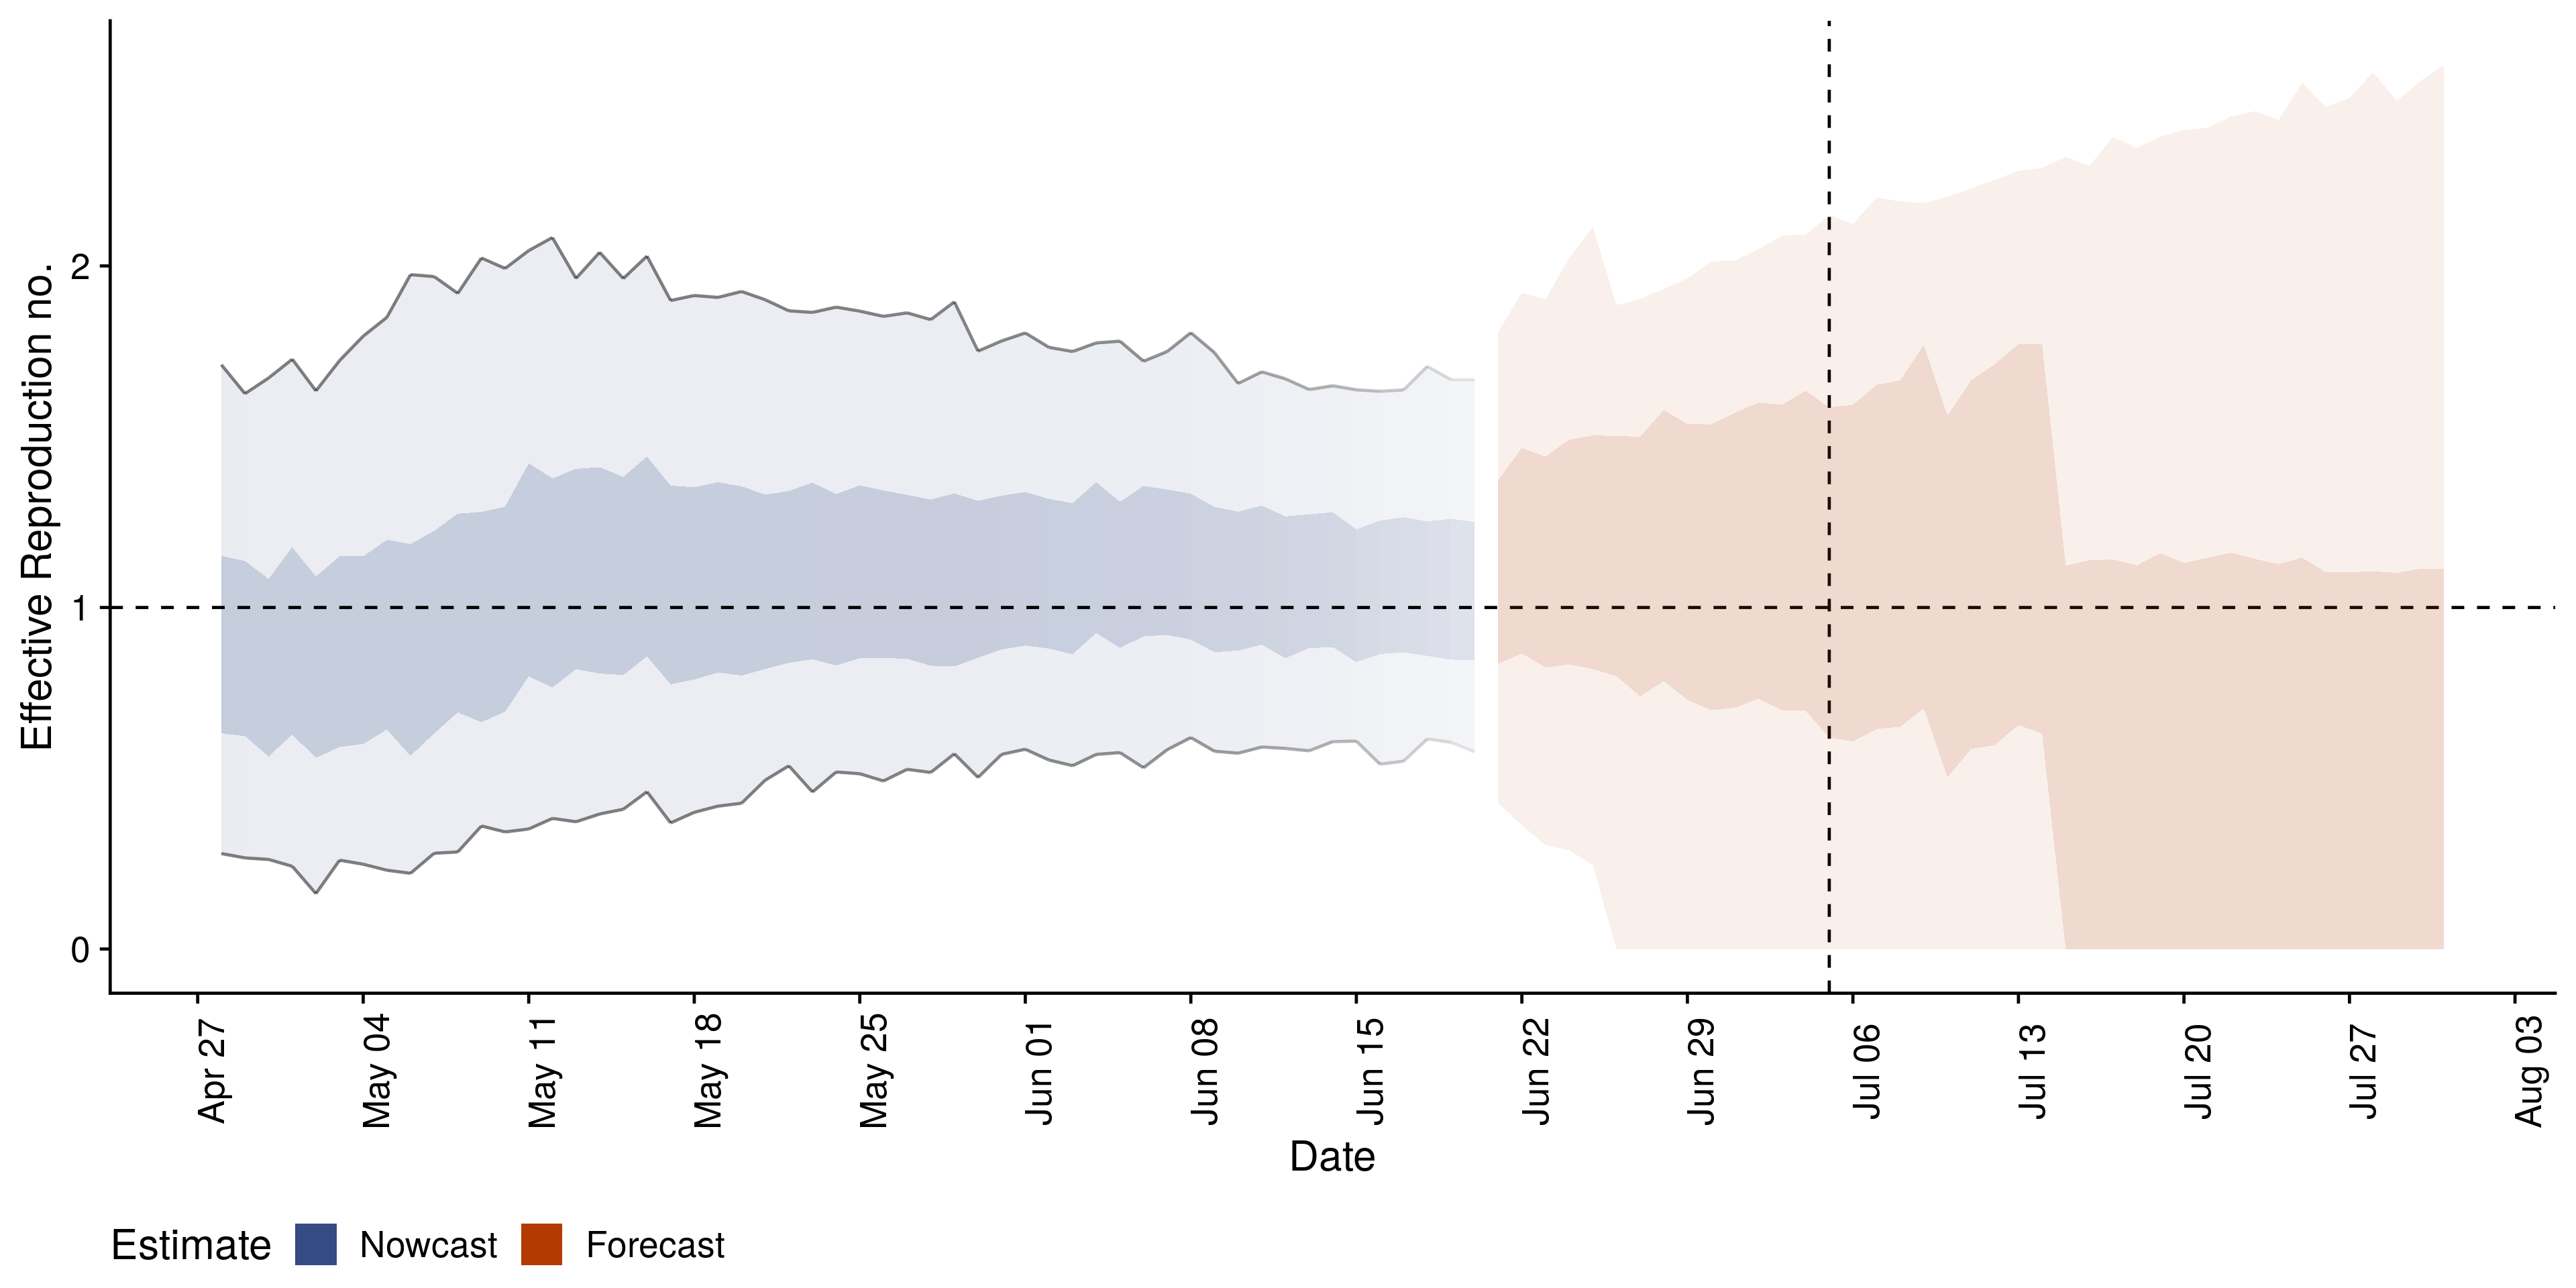 Effective Reproduction no.
2
1
0
Apr 27
May 04
May 11
May 18
May 25
Jun 01
Jun 08
Jun 15
Jun 22
Jun 29
Jul 06
Jul 13
Jul 20
Jul 27
Aug 03
Date
Estimate Nowcast Forecast